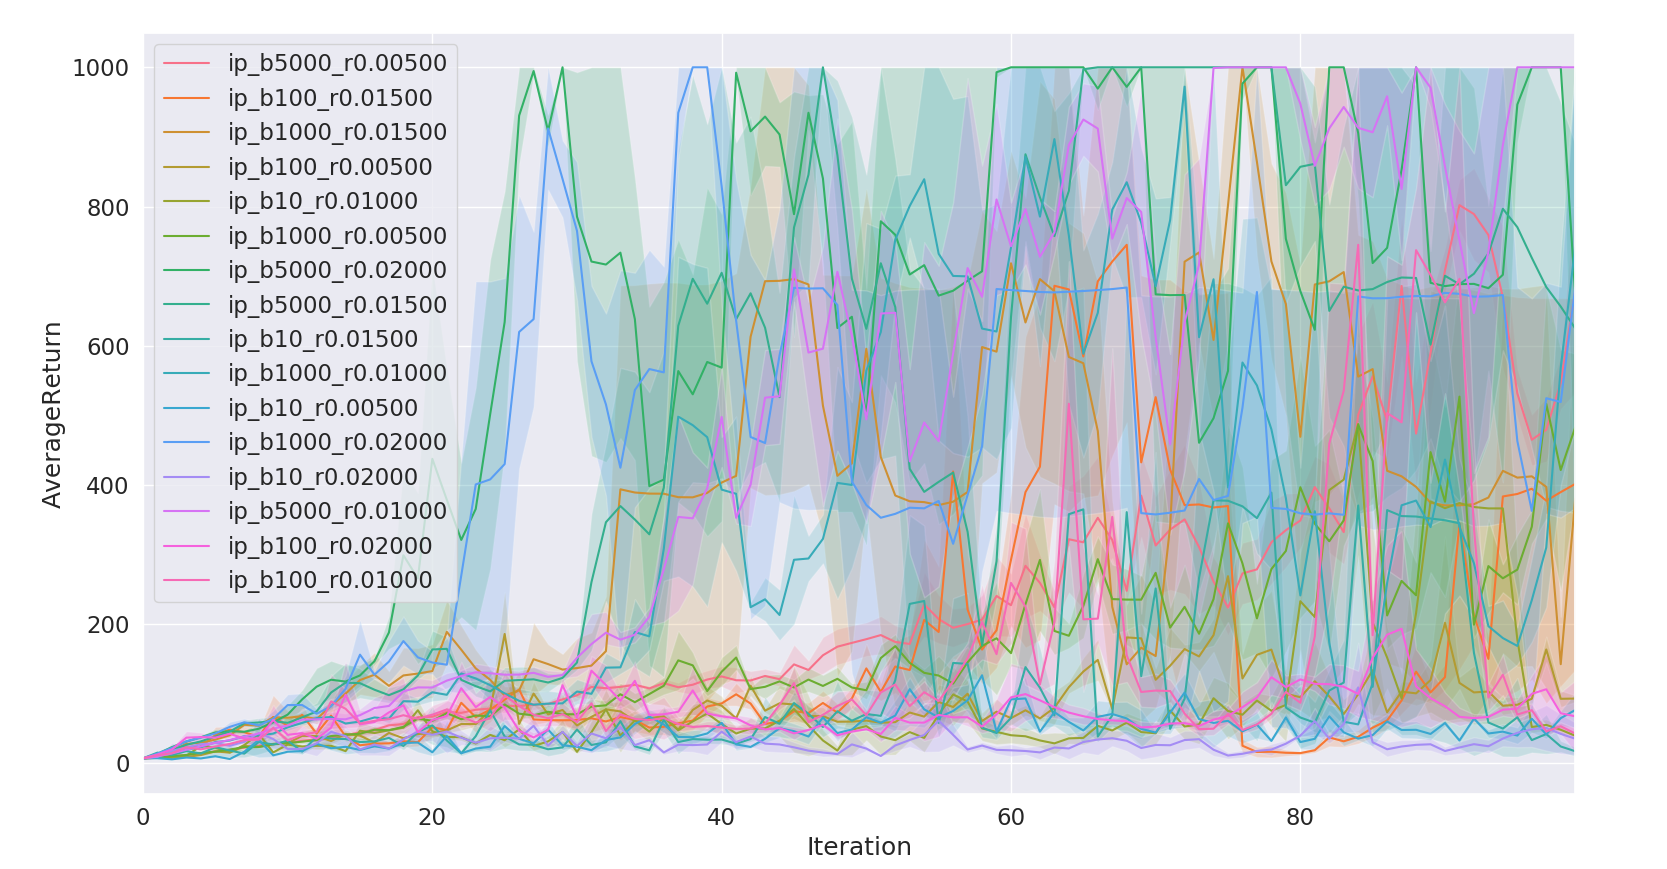 1000
800
600
400
200
0
AverageReturn
ip_b5000_r0.00500
ip_b100_r0.01500
ip_b1000_r0.01500
ip_b100_r0.00500
ip_b10_r0.01000
ip_b1000_r0.00500
ip_b5000_r0.02000
ip_b5000_r0.01500
ip_b10_r0.01500
ip_b1000_r0.01000
ip_b10_r0.00500
ip_b1000_r0.02000
ip_b10_r0.02000
ip_b5000_r0.01000
ip_b100_r0.02000
ip_b100_r0.01000
0 20 40 60 80
Iteration